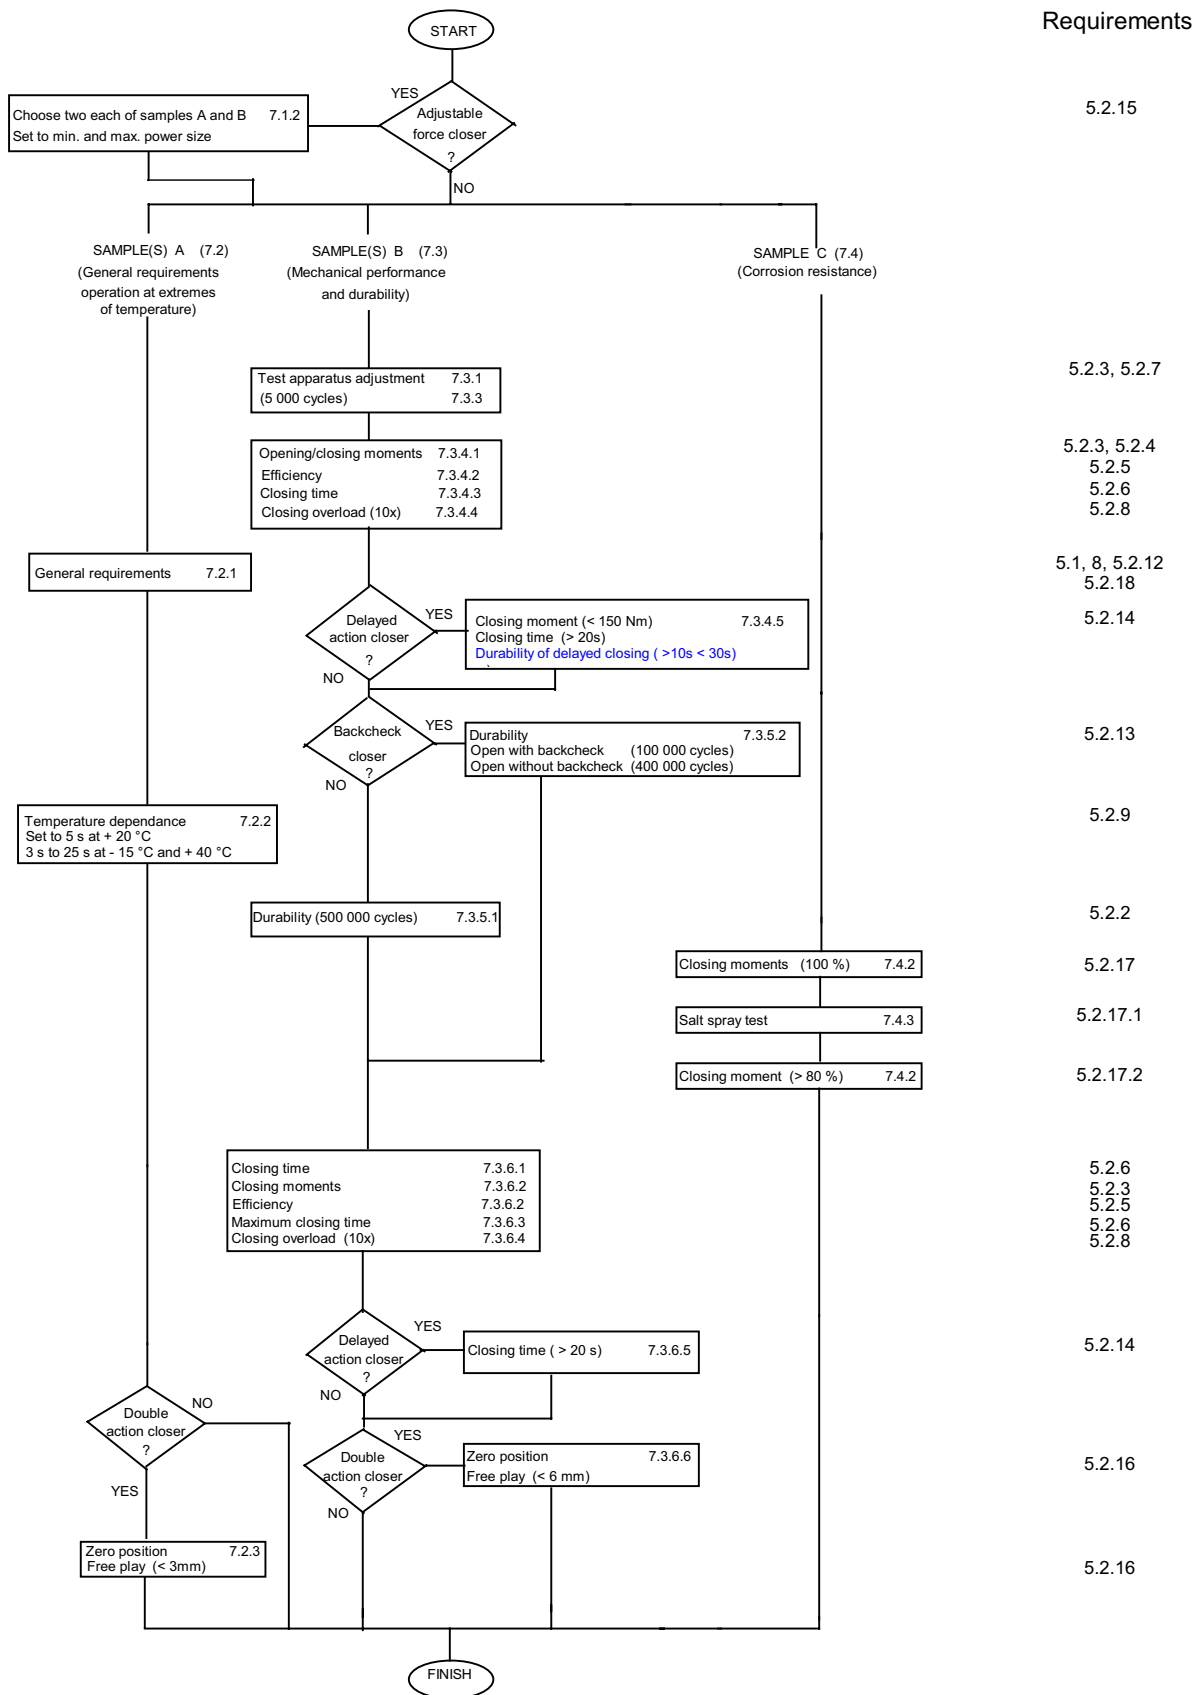 Requirements
START
YES
Adjustable
force closer
?
NO
5.2.15
Choose two each of samples A and B 7.1.2
Set to min. and max. power size
SAMPLE(S) A (7.2)
(General requirements
operation at extremes
of temperature)
SAMPLE(S) B (7.3)
(Mechanical performance
and durability)
SAMPLE C (7.4)
(Corrosion resistance)
Test apparatus adjustment 7.3.1
(5 000 cycles) 7.3.3
5.2.3, 5.2.7
Opening/closing moments 7.3.4.1
Efficiency 7.3.4.2
Closing time 7.3.4.3
Closing overload (10x) 7.3.4.4
5.2.3, 5.2.4
5.2.5
5.2.6
5.2.8
General requirements 7.2.1
5.1, 8, 5.2.12
5.2.18
Delayed
action closer
?
YES
NO
Closing moment (< 150 Nm) 7.3.4.5
Closing time (> 20s)
Durability of delayed closing ( >10s < 30s)
5.2.14
Backcheck
closer
?
YES
NO
Durability 7.3.5.2
Open with backcheck (100 000 cycles)
Open without backcheck (400 000 cycles)
5.2.13
Temperature dependance 7.2.2
Set to 5 s at + 20 °C
3 s to 25 s at - 15 °C and + 40 °C
5.2.9
Durability (500 000 cycles) 7.3.5.1
5.2.2
Closing moments (100 %) 7.4.2
5.2.17
Salt spray test 7.4.3
5.2.17.1
Closing moment (> 80 %) 7.4.2
5.2.17.2
Closing time 7.3.6.1
Closing moments 7.3.6.2
Efficiency 7.3.6.2
Maximum closing time 7.3.6.3
Closing overload (10x) 7.3.6.4
5.2.6
5.2.3
5.2.5
5.2.6
5.2.8
Delayed
action closer
?
YES
NO
Closing time ( > 20 s) 7.3.6.5
5.2.14
Double
action closer
?
NO
YES
Double
action closer
?
YES
NO
Zero position 7.3.6.6
Free play (< 6 mm)
5.2.16
Zero position 7.2.3
Free play (< 3mm)
5.2.16
FINISH